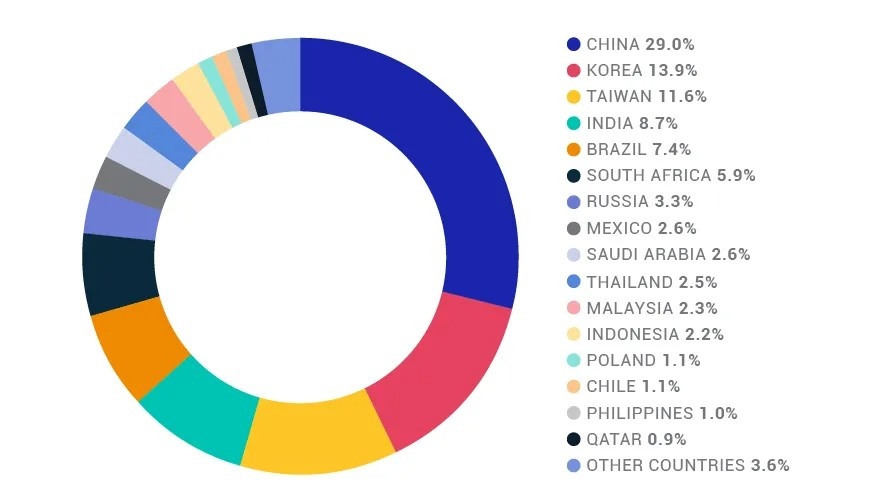 CHINA 29.0%
KOREA 13.9%
TAIWAN 11.6%
INDIA 8.7%
BRAZIL 7.4%
SOUTH AFRICA 5.9%
RUSSIA 3.3%
MEXICO 2.6%
SAUDI ARABIA 2.6%
THAILAND 2.5%
MALAYSIA 2.3%
INDONESIA 2.2%
POLAND 1.1%
CHILE 1.1%
PHILIPPINES 1.0%
QATAR 0.9%
OTHER COUNTRIES 3.6%